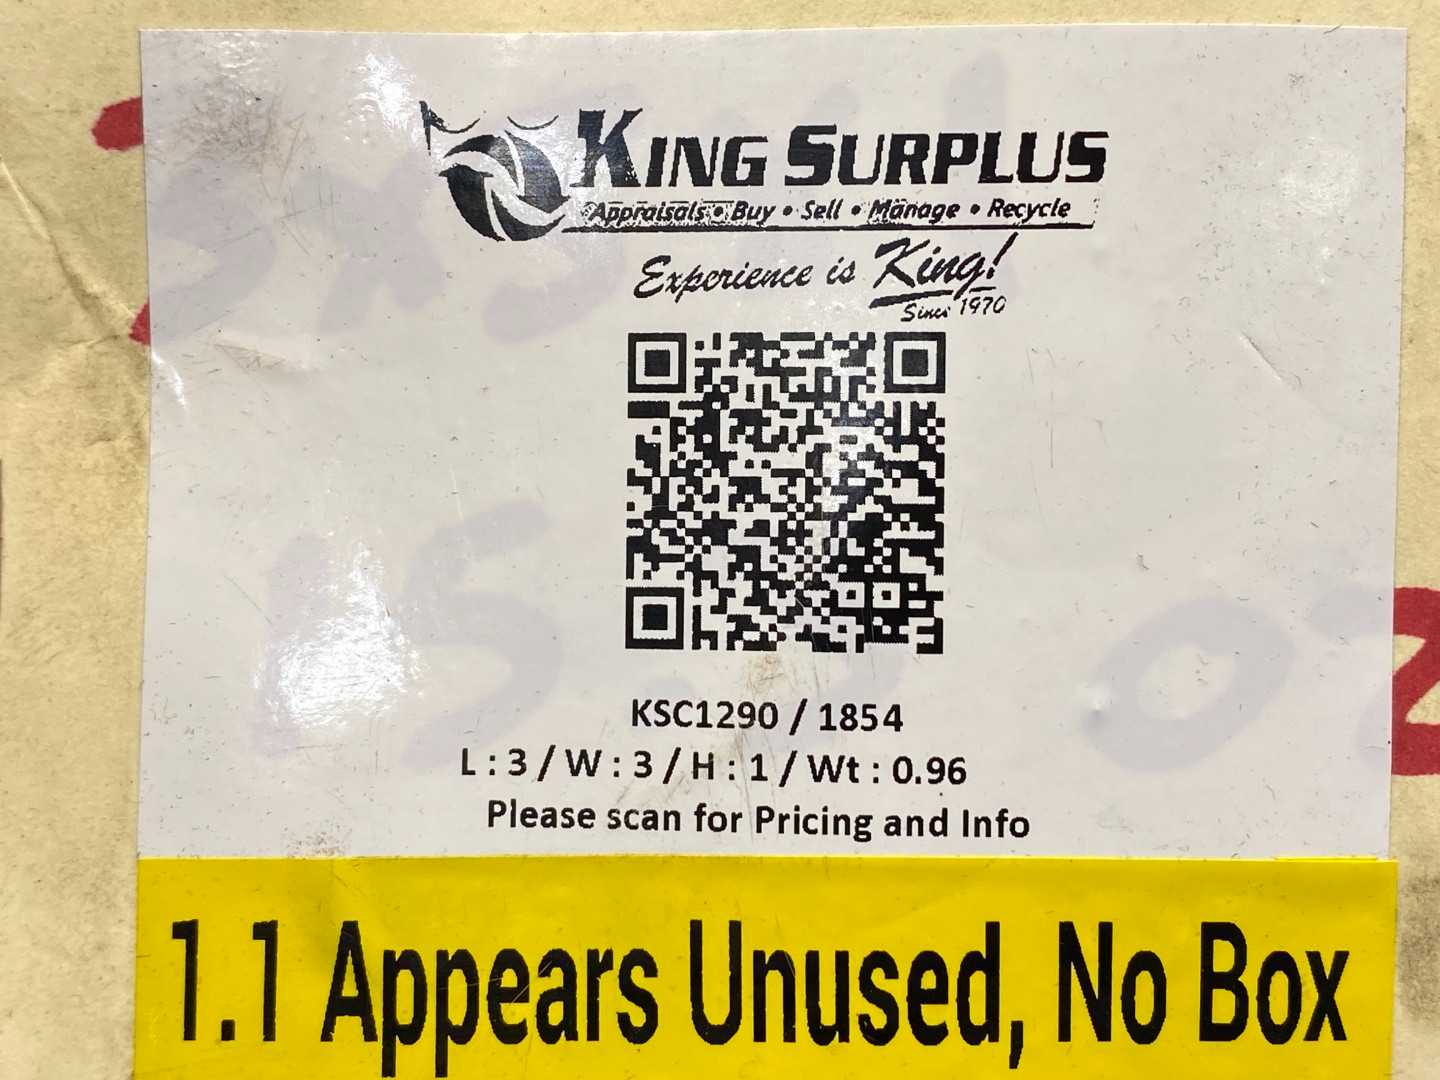 KING SURPLUS
Appraisals • Buy • Sell • Manage • Recycle
Experience is King!
Since 1970
KSC1290 / 1854
L : 3 / W : 3 / H : 1 / Wt : 0.96
Please scan for Pricing and Info
1.1 Appears Unused, No Box